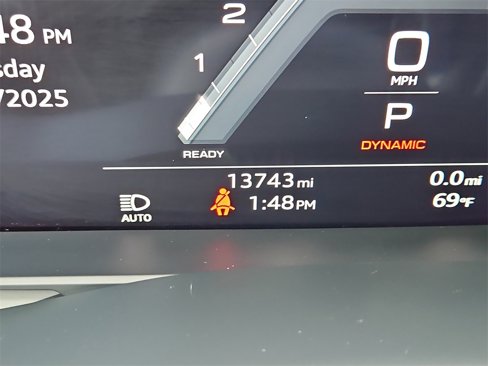 48 PM
sday
/2025
2
1
0
MPH
P
DYNAMIC
READY
13743 mi
0.0 mi
AUTO
1:48 PM
69°F